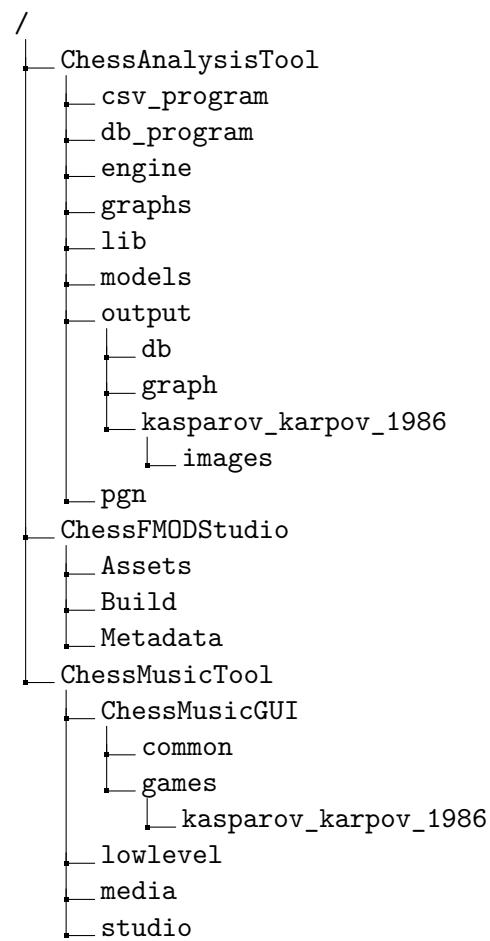 /
ChessAnalysisTool
csv_program
db_program
engine
graphs
lib
models
output
db
graph
kasparov_karpov_1986
images
pgn
ChessFMODStudio
Assets
Build
Metadata
ChessMusicTool
ChessMusicGUI
common
games
kasparov_karpov_1986
lowlevel
media
studio